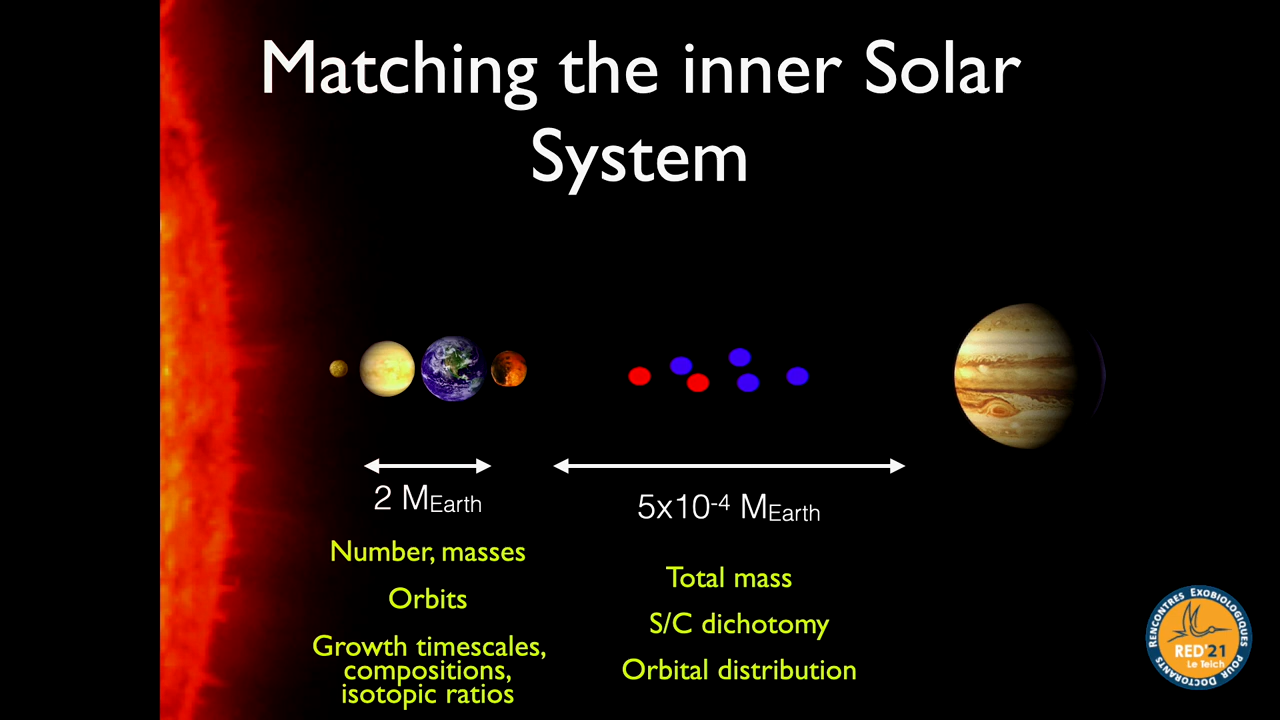 Matching the inner Solar
System
2 MEarth
5x10-4 MEarth
Number, masses
Orbits
Growth timescales,
compositions,
isotopic ratios
Total mass
S/C dichotomy
Orbital distribution
RENCONTRES EXOBIOLOGIQUES POUR DOCTORANTS
RED'21
Le Teich